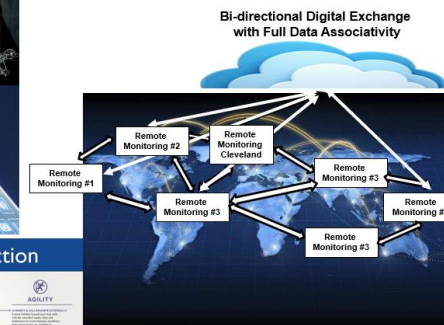 Bi-directional Digital Exchange
with Full Data Associativity
Remote
Monitoring #2
Remote
Monitoring
Cleveland
Remote
Monitoring #1
Remote
Monitoring #3
Remote
Monitoring #3
Remote
Monitoring #
Remote
Monitoring #3
ction
AGILITY